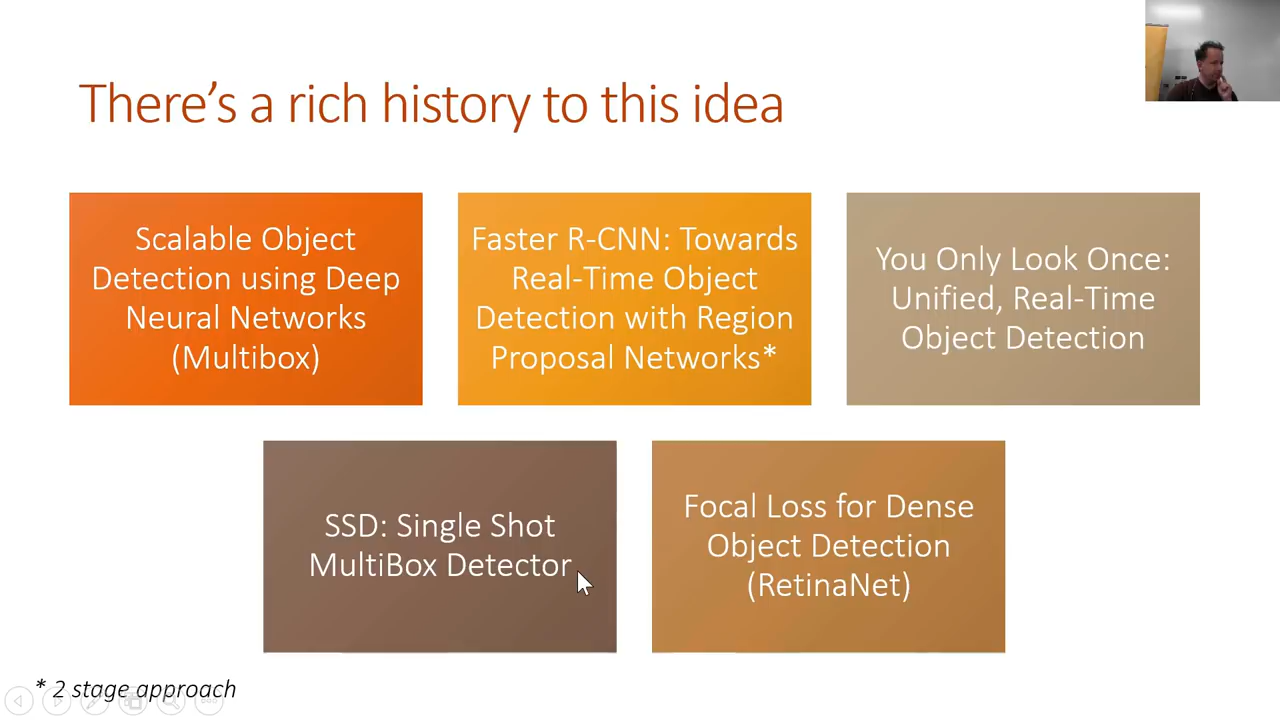 There's a rich history to this idea
Scalable Object
Detection using Deep
Neural Networks
(Multibox)
Faster R-CNN: Towards
Real-Time Object
Detection with Region
Proposal Networks*
You Only Look Once:
Unified, Real-Time
Object Detection
SSD: Single Shot
MultiBox Detector
Focal Loss for Dense
Object Detection
(RetinaNet)
* 2 stage approach